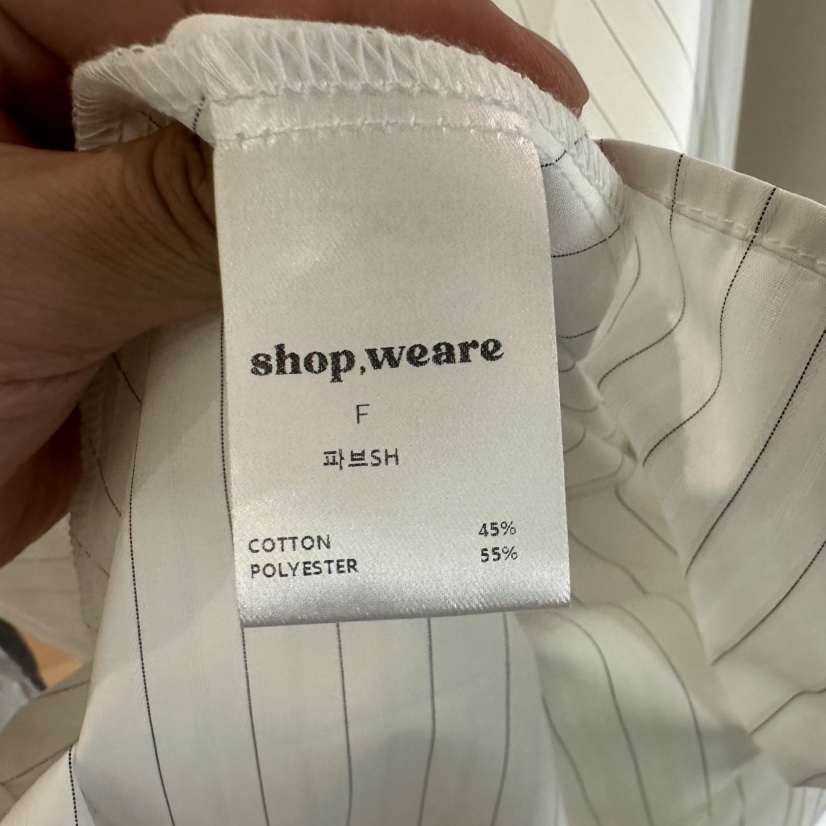 shop,weare
F
파브SH
COTTON 45%
POLYESTER 55%